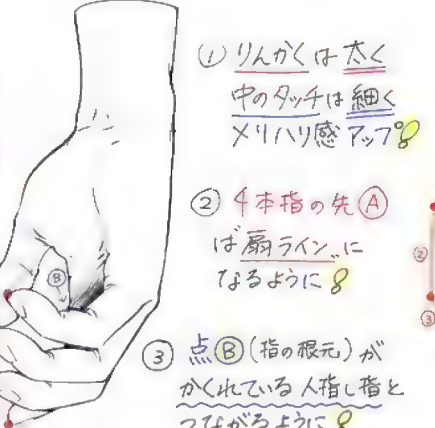 ① りんかくは太く
中のタッチは細く
メリハリ感アップ!
② 4本指の先Ⓐ
は"扇ライン"に
なるように!
③ 点Ⓑ(指の根元)が
かくれている人指し指と
つながるように!
Ⓑ
②
③